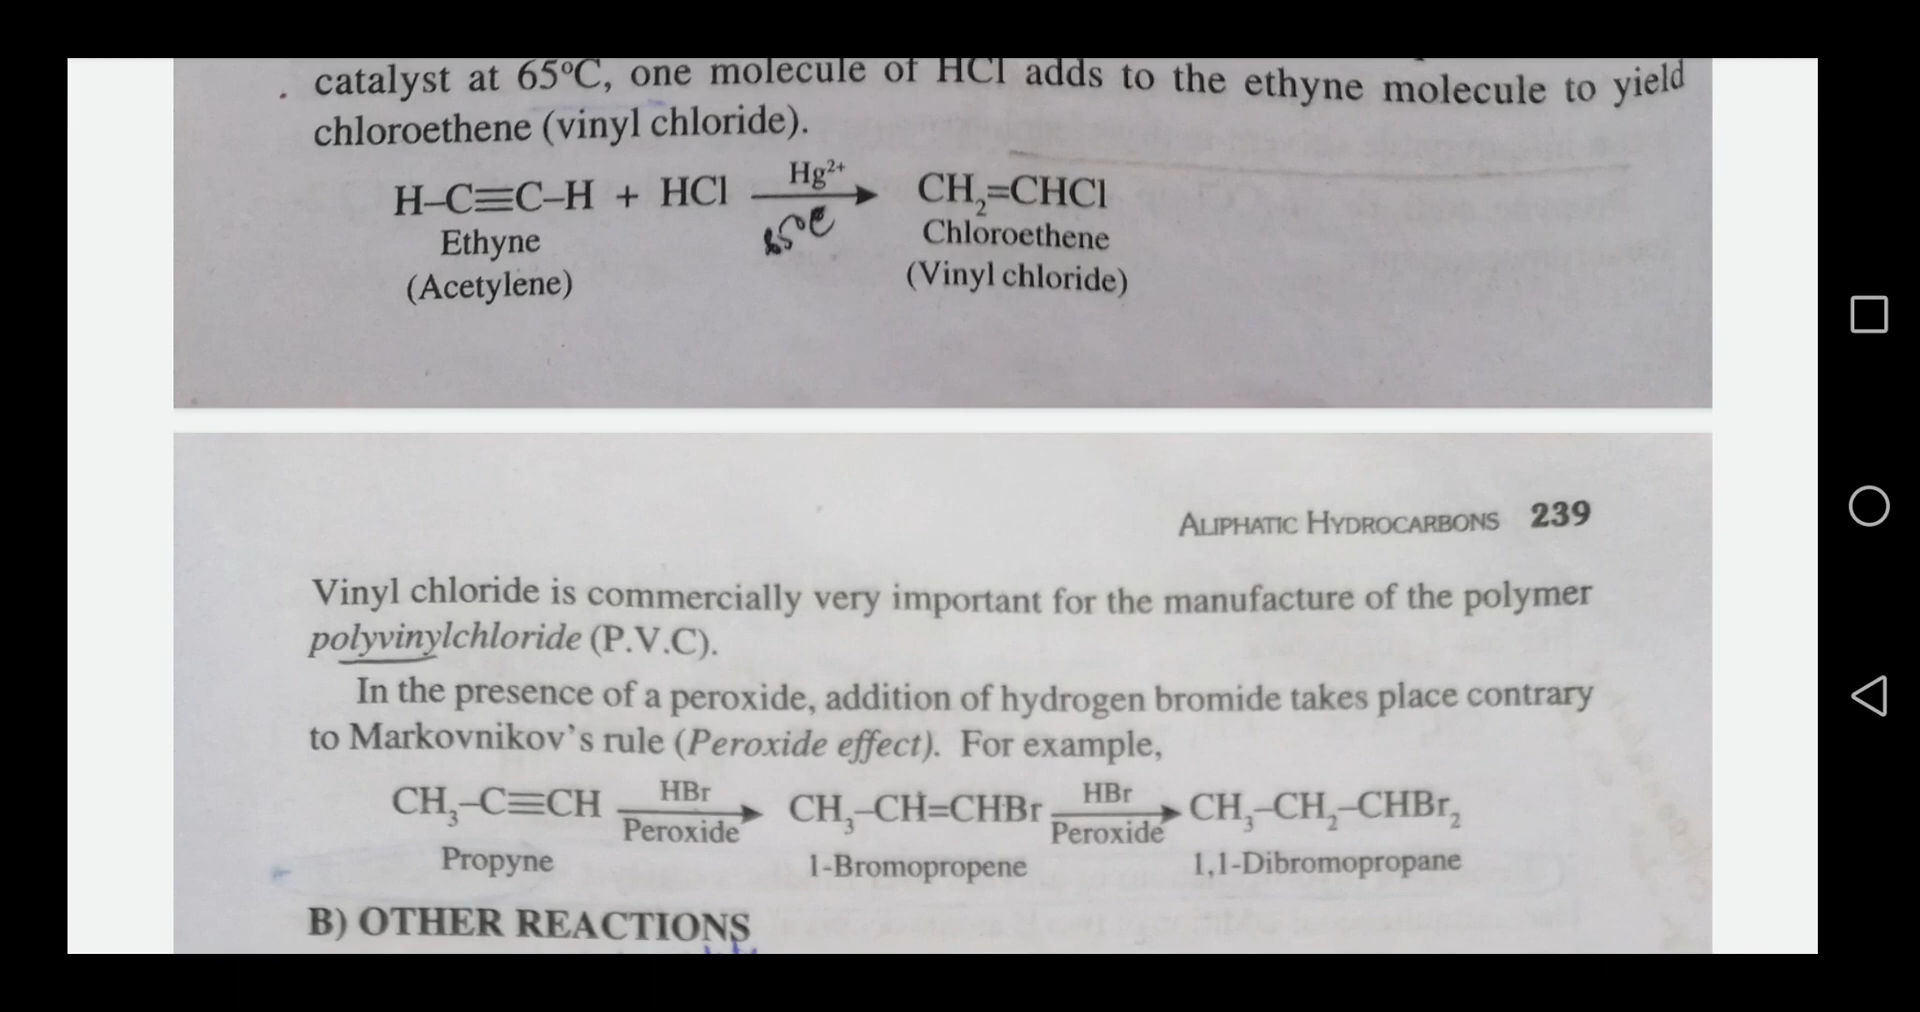 catalyst at 65°C, one molecule of HCl adds to the ethyne molecule to yield
chloroethene (vinyl chloride).
H–C≡C–H + HCl Hg²⁺ 65°C CH₂=CHCl
Ethyne Chloroethene
(Acetylene) (Vinyl chloride)
ALIPHATIC HYDROCARBONS 239
Vinyl chloride is commercially very important for the manufacture of the polymer
polyvinylchloride (P.V.C).
In the presence of a peroxide, addition of hydrogen bromide takes place contrary
to Markovnikov's rule (Peroxide effect). For example,
CH₃–C≡CH HBr Peroxide CH₃–CH=CHBr HBr Peroxide CH₃–CH₂–CHBr₂
Propyne 1-Bromopropene 1,1-Dibromopropane
B) OTHER REACTIONS